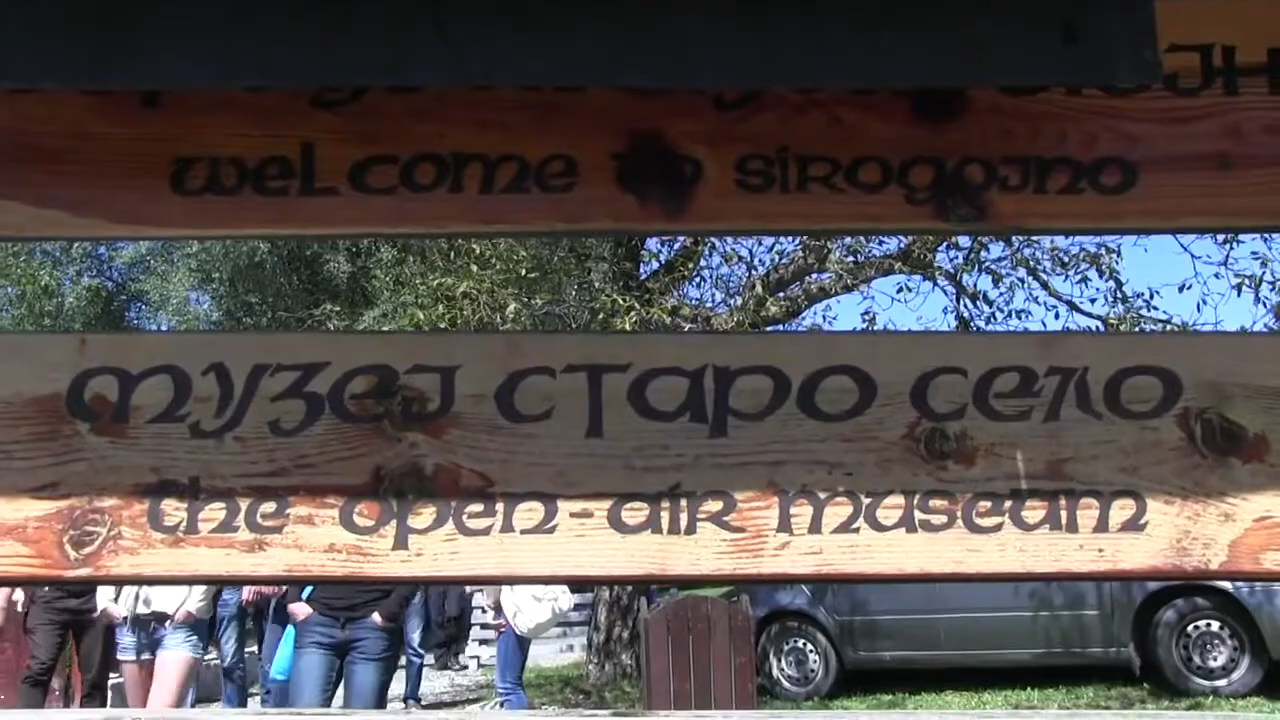 welcome to sirogojno
музеј старо село
the open-air museum